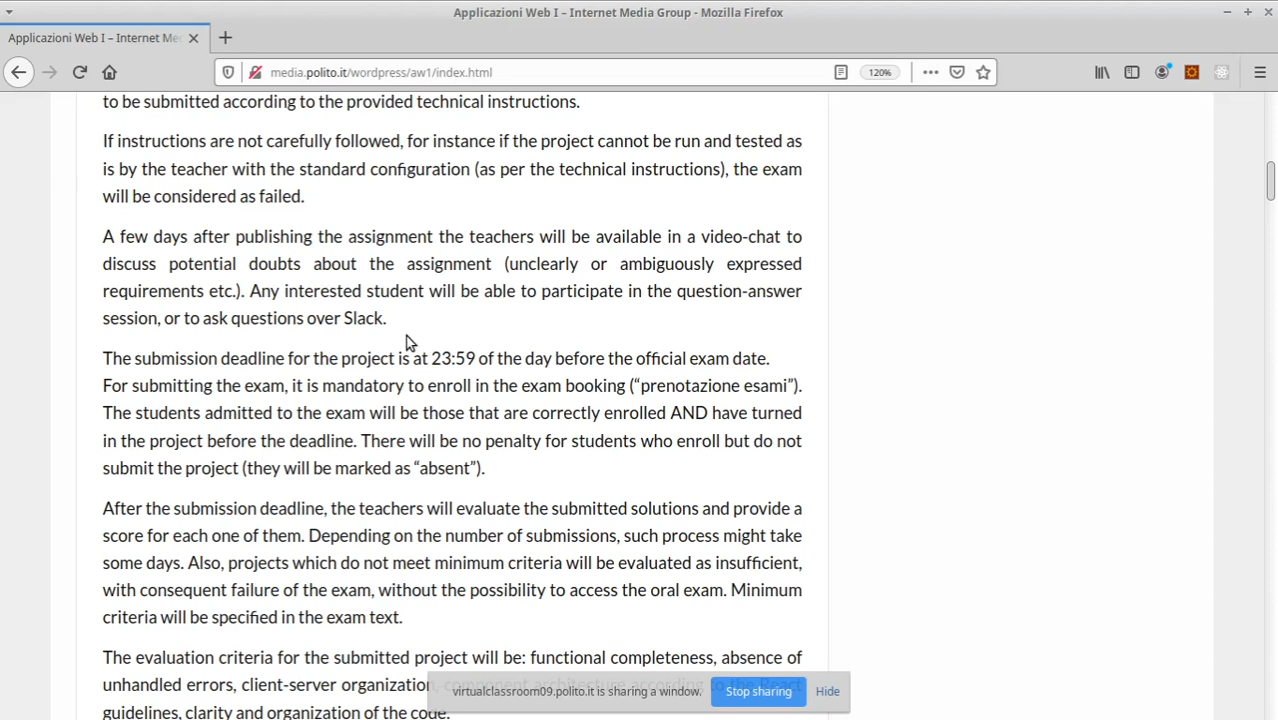 Applicazioni Web I – Internet Media Group - Mozilla Firefox
Applicazioni Web I – Internet Me
media.polito.it/wordpress/aw1/index.html
120%
to be submitted according to the provided technical instructions.
If instructions are not carefully followed, for instance if the project cannot be run and tested as
is by the teacher with the standard configuration (as per the technical instructions), the exam
will be considered as failed.
A few days after publishing the assignment the teachers will be available in a video-chat to
discuss potential doubts about the assignment (unclearly or ambiguously expressed
requirements etc.). Any interested student will be able to participate in the question-answer
session, or to ask questions over Slack.
The submission deadline for the project is at 23:59 of the day before the official exam date.
For submitting the exam, it is mandatory to enroll in the exam booking (“prenotazione esami”).
The students admitted to the exam will be those that are correctly enrolled AND have turned
in the project before the deadline. There will be no penalty for students who enroll but do not
submit the project (they will be marked as “absent”).
After the submission deadline, the teachers will evaluate the submitted solutions and provide a
score for each one of them. Depending on the number of submissions, such process might take
some days. Also, projects which do not meet minimum criteria will be evaluated as insufficient,
with consequent failure of the exam, without the possibility to access the oral exam. Minimum
criteria will be specified in the exam text.
The evaluation criteria for the submitted project will be: functional completeness, absence of
unhandled errors, client-server organization, component architecture according to the React
guidelines, clarity and organization of the code.
virtualclassroom09.polito.it is sharing a window.
Stop sharing
Hide